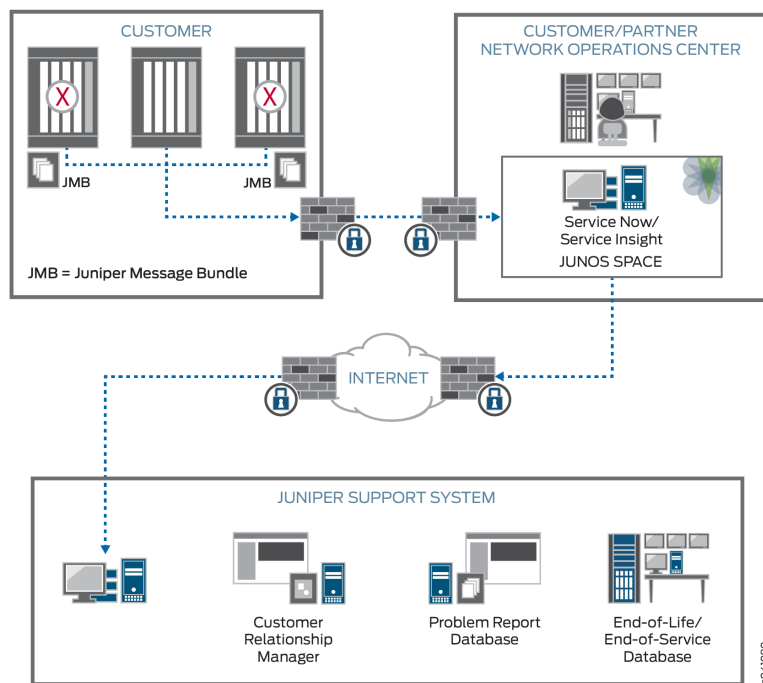 CUSTOMER
X
X
JMB
JMB
JMB = Juniper Message Bundle
CUSTOMER/PARTNER
NETWORK OPERATIONS CENTER
Service Now/
Service Insight
JUNOS SPACE
INTERNET
JUNIPER SUPPORT SYSTEM
Customer
Relationship
Manager
Problem Report
Database
End-of-Life/
End-of-Service
Database